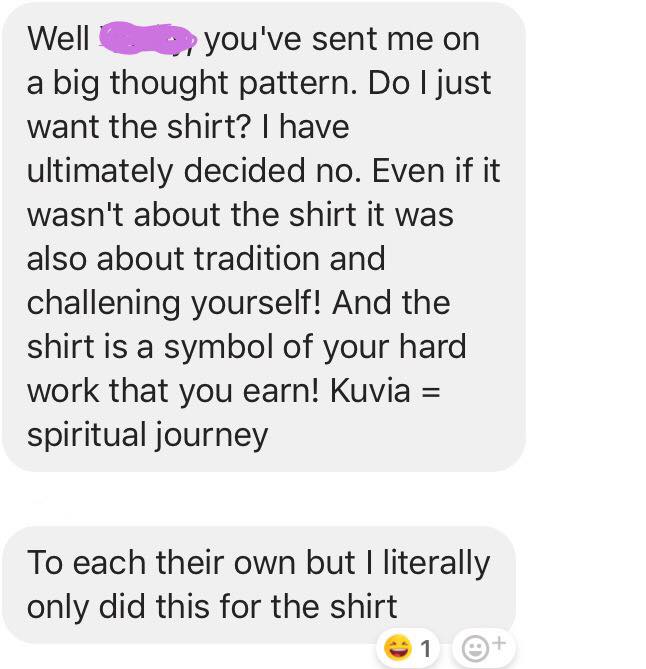 Well you've sent me on
a big thought pattern. Do I just
want the shirt? I have
ultimately decided no. Even if it
wasn't about the shirt it was
also about tradition and
challening yourself! And the
shirt is a symbol of your hard
work that you earn! Kuvia =
spiritual journey
To each their own but I literally
only did this for the shirt
1